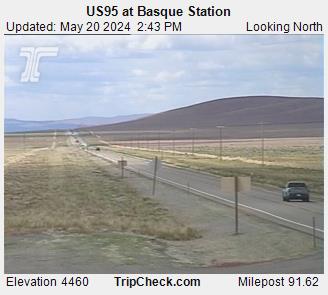 US95 at Basque Station
Updated: May 20 2024 2:43 PM Looking North
Elevation 4460 TripCheck.com Milepost 91.62